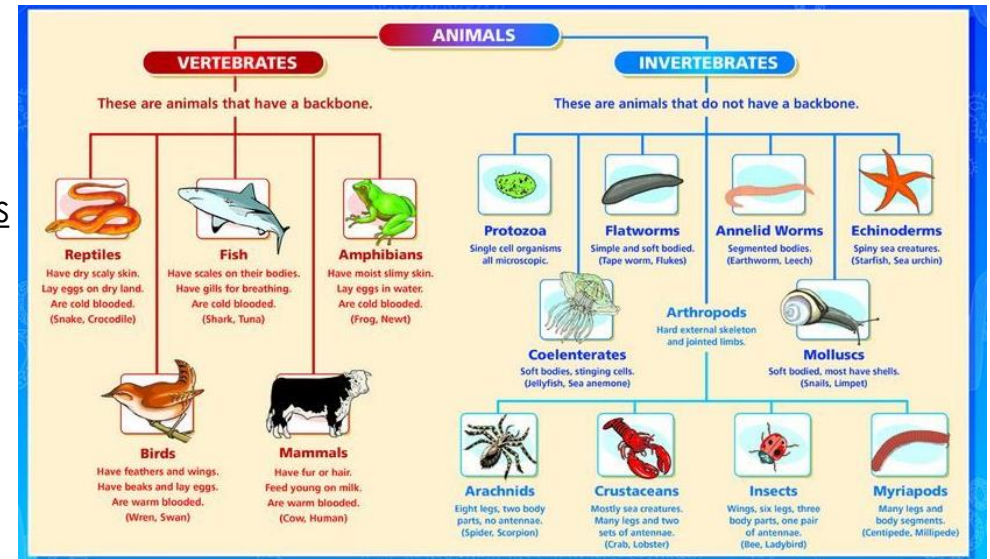 S
ANIMALS
VERTEBRATES
These are animals that have a backbone.
Reptiles
Have dry scaly skin.
Lay eggs on dry land.
Are cold blooded.
(Snake, Crocodile)
Fish
Have scales on their bodies.
Have gills for breathing.
Are cold blooded.
(Shark, Tuna)
Amphibians
Have moist slimy skin.
Lay eggs in water.
Are cold blooded.
(Frog, Newt)
Birds
Have feathers and wings.
Have beaks and lay eggs.
Are warm blooded.
(Wren, Swan)
Mammals
Have fur or hair.
Feed young on milk.
Are warm blooded.
(Cow, Human)
INVERTEBRATES
These are animals that do not have a backbone.
Protozoa
Single cell organisms
all microscopic.
Flatworms
Simple and soft bodied.
(Tape worm, Flukes)
Annelid Worms
Segmented bodies.
(Earthworm, Leech)
Echinoderms
Spiny sea creatures.
(Starfish, Sea urchin)
Coelenterates
Soft bodies, stinging cells.
(Jellyfish, Sea anemone)
Arthropods
Hard external skeleton
and jointed limbs.
Molluscs
Soft bodied, most have shells.
(Snails, Limpet)
Arachnids
Eight legs, two body
parts, no antennae.
(Spider, Scorpion)
Crustaceans
Mostly sea creatures.
Many legs and two
sets of antennae.
(Crab, Lobster)
Insects
Wings, six legs, three
body parts, one pair
of antennae.
(Bee, Ladybird)
Myriapods
Many legs and
body segments.
(Centipede, Millipede)